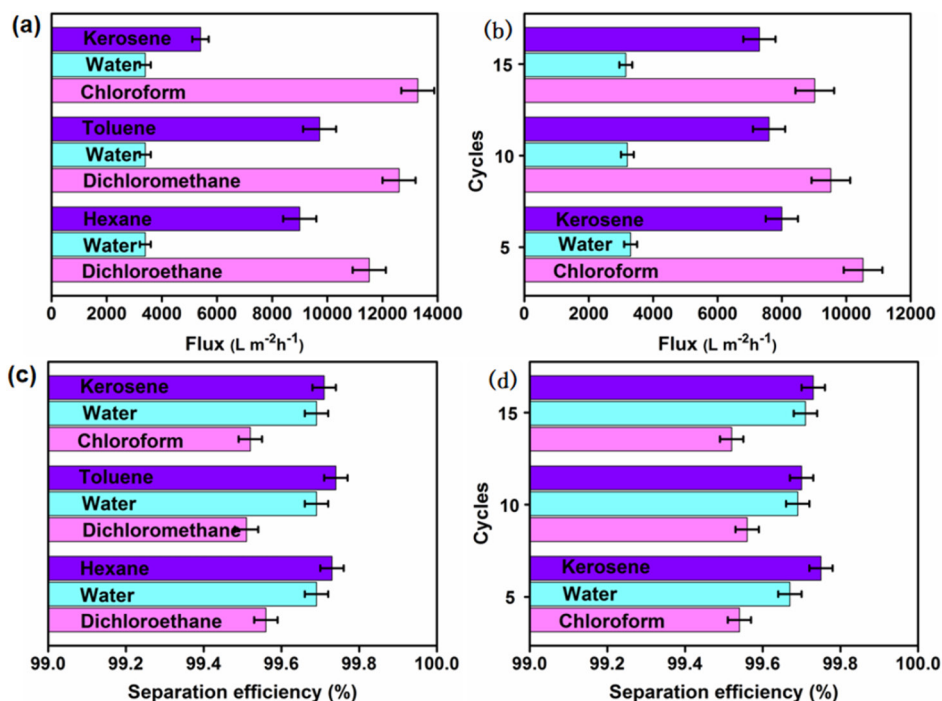 (a)
Kerosene
Water
Chloroform
Toluene
Water
Dichloromethane
Hexane
Water
Dichloroethane
0 2000 4000 6000 8000 10000 12000 14000
Flux (L m⁻²h⁻¹)
(b)
Cycles
15
10
5
Kerosene
Water
Chloroform
0 2000 4000 6000 8000 10000 12000
Flux (L m⁻²h⁻¹)
(c)
Kerosene
Water
Chloroform
Toluene
Water
Dichloromethane
Hexane
Water
Dichloroethane
99.0 99.2 99.4 99.6 99.8 100.0
Separation efficiency (%)
(d)
Cycles
15
10
5
Kerosene
Water
Chloroform
99.0 99.2 99.4 99.6 99.8 100.0
Separation efficiency (%)